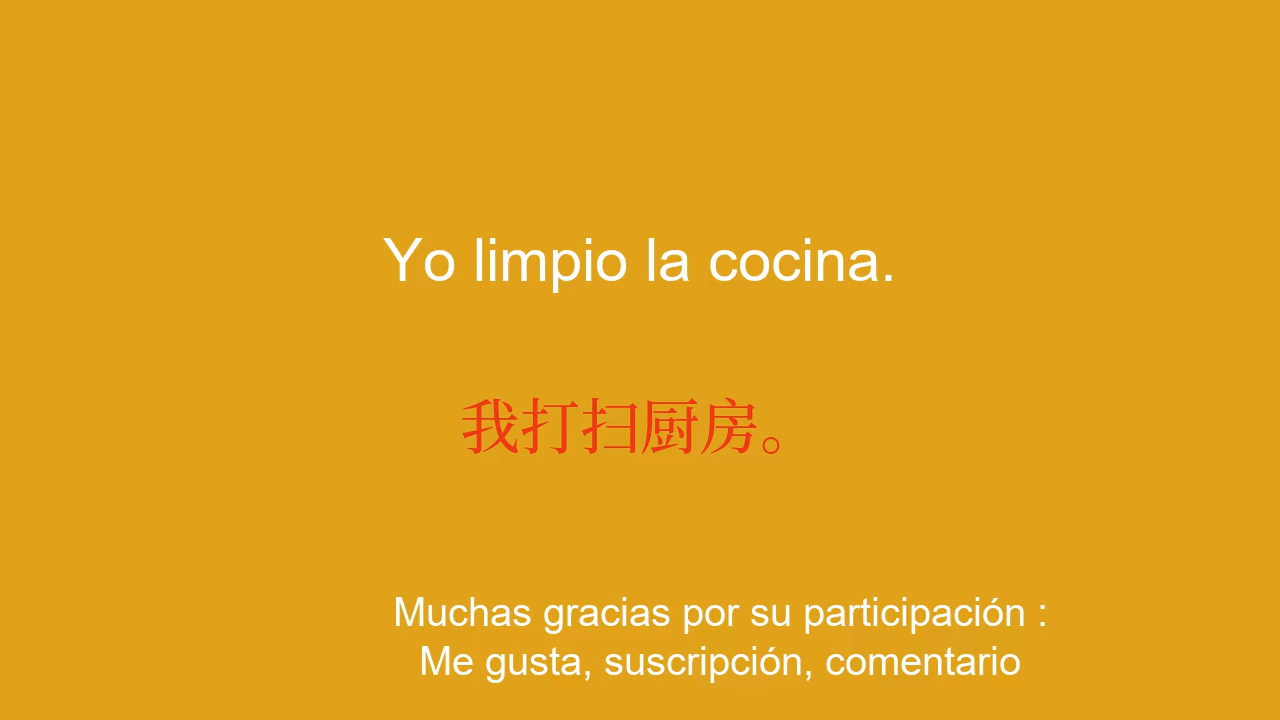 Yo limpio la cocina.
我打扫厨房。
Muchas gracias por su participación :
Me gusta, suscripción, comentario